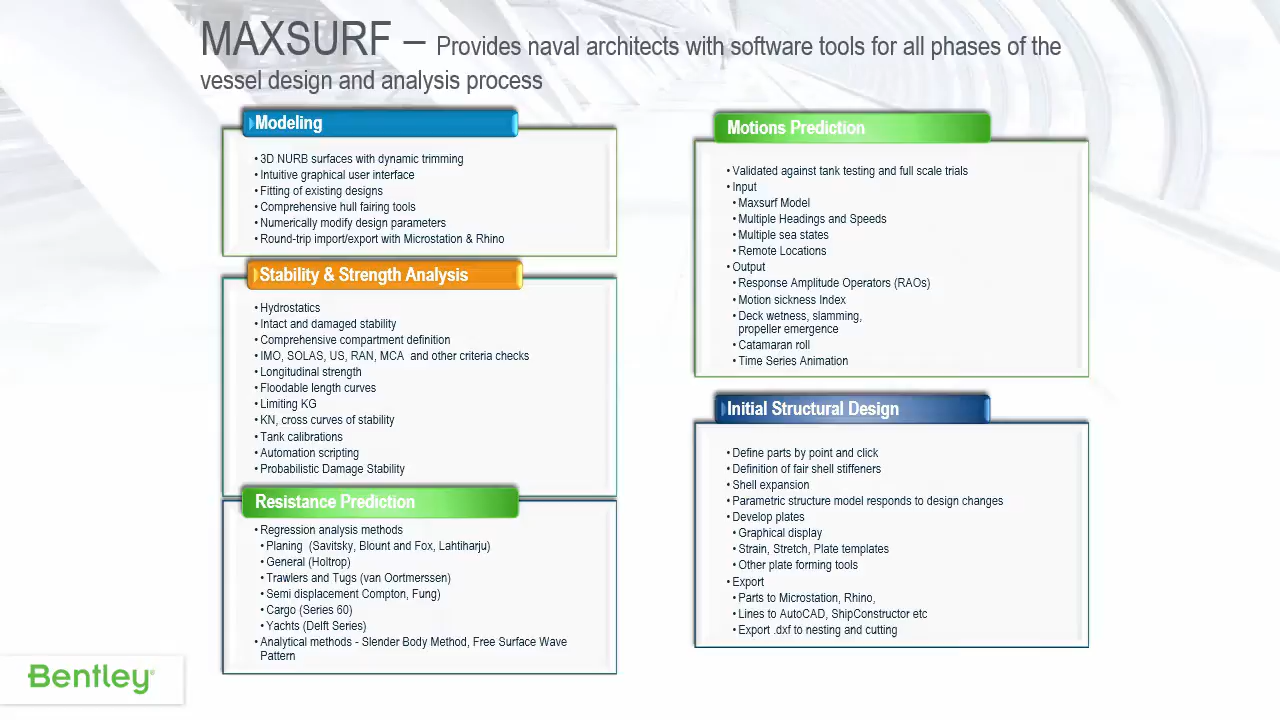 MAXSURF – Provides naval architects with software tools for all phases of the
vessel design and analysis process
Modeling
• 3D NURB surfaces with dynamic trimming
• Intuitive graphical user interface
• Fitting of existing designs
• Comprehensive hull fairing tools
• Numerically modify design parameters
• Round-trip import/export with Microstation & Rhino
Stability & Strength Analysis
• Hydrostatics
• Intact and damaged stability
• Comprehensive compartment definition
• IMO, SOLAS, US, RAN, MCA and other criteria checks
• Longitudinal strength
• Floodable length curves
• Limiting KG
• KN, cross curves of stability
• Tank calibrations
• Automation scripting
• Probabilistic Damage Stability
Resistance Prediction
• Regression analysis methods
• Planing (Savitsky, Blount and Fox, Lahtiharju)
• General (Holtrop)
• Trawlers and Tugs (van Oortmerssen)
• Semi displacement Compton, Fung)
• Cargo (Series 60)
• Yachts (Delft Series)
• Analytical methods - Slender Body Method, Free Surface Wave
Pattern
Motions Prediction
• Validated against tank testing and full scale trials
• Input
• Maxsurf Model
• Multiple Headings and Speeds
• Multiple sea states
• Remote Locations
• Output
• Response Amplitude Operators (RAOs)
• Motion sickness Index
• Deck wetness, slamming,
propeller emergence
• Catamaran roll
• Time Series Animation
Initial Structural Design
• Define parts by point and click
• Definition of fair shell stiffeners
• Shell expansion
• Parametric structure model responds to design changes
• Develop plates
• Graphical display
• Strain, Stretch, Plate templates
• Other plate forming tools
• Export
• Parts to Microstation, Rhino,
• Lines to AutoCAD, ShipConstructor etc
• Export .dxf to nesting and cutting
Bentley®